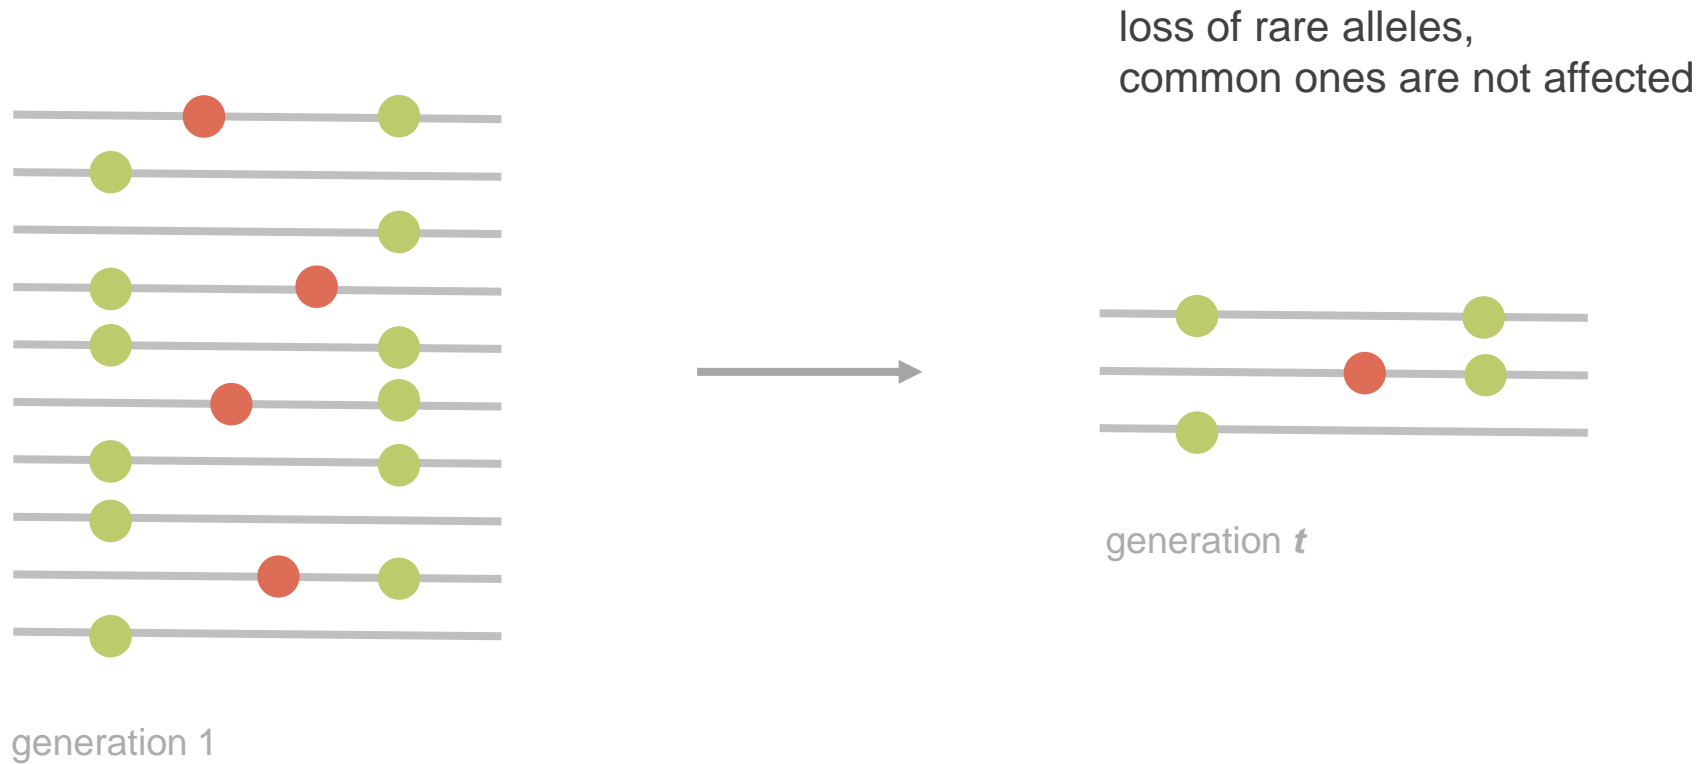 loss of rare alleles,
common ones are not affected
generation t
generation 1